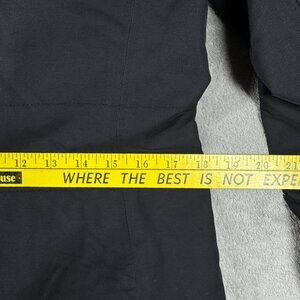 12 13 14 15 16 17 18 19 20 21
use WHERE THE BEST IS NOT EXPE